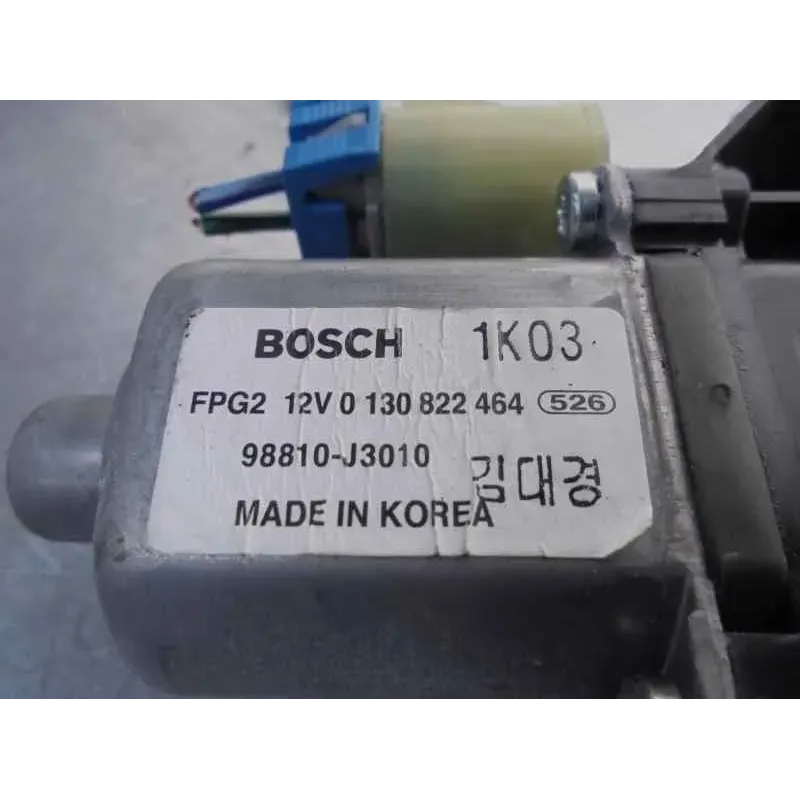 BOSCH 1K03
FPG2 12V 0 130 822 464 526
98810-J3010 김대경
MADE IN KOREA